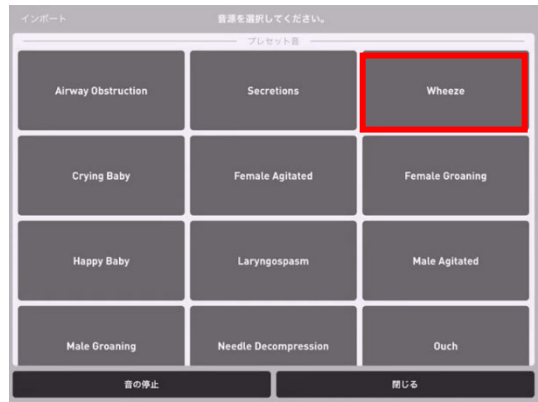 インポート
音源を選択してください。
プレセット音
Airway Obstruction
Secretions
Wheeze
Crying Baby
Female Agitated
Female Groaning
Happy Baby
Laryngospasm
Male Agitated
Male Groaning
Needle Decompression
Ouch
音の停止
閉じる